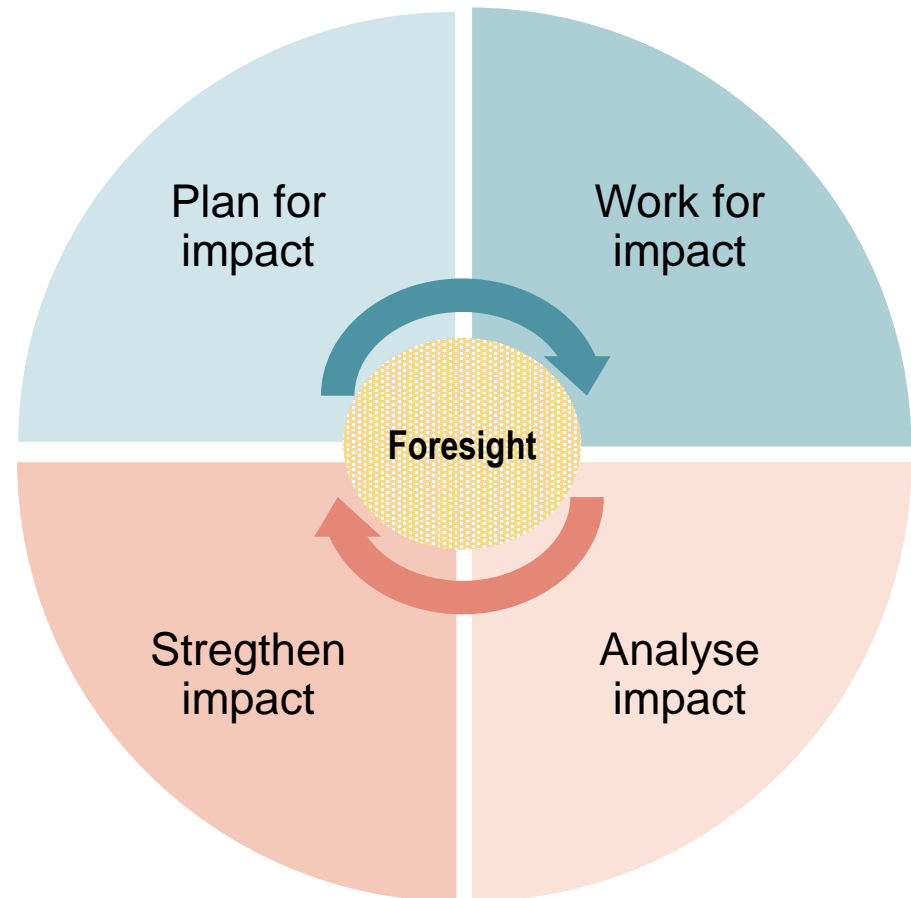 Plan for
impact
Work for
impact
Foresight
Stregthen
impact
Analyse
impact